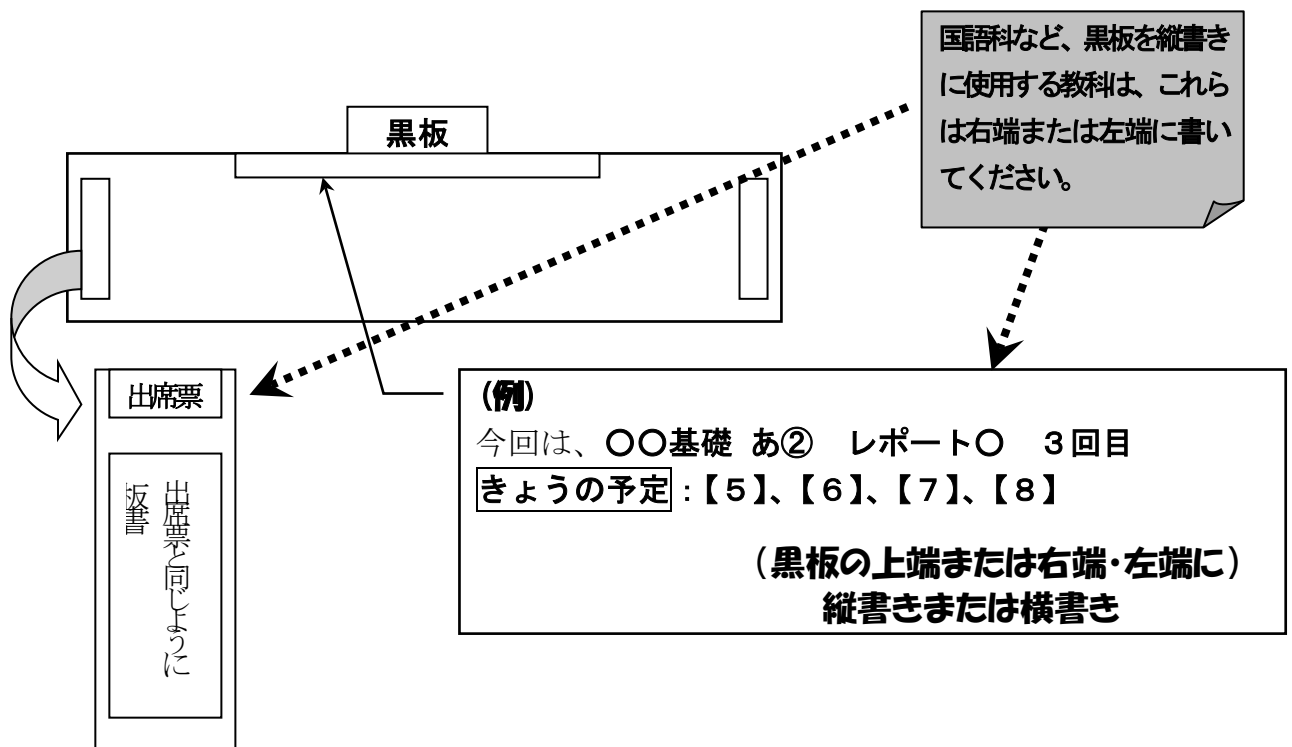 国語科など、黒板を縦書き
に使用する教科は、これら
は右端または左端に書い
てください。
黒板
出席票
出席票と同じように
板書
(例)
今回は、〇〇基礎 あ② レポート〇 3回目
きょうの予定:【5】、【6】、【7】、【8】
(黒板の上端または右端・左端に)
縦書きまたは横書き